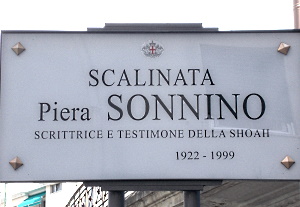 SCALINATA
Piera SONNINO
SCRITTRICE E TESTIMONE DELLA SHOAH
1922 - 1999